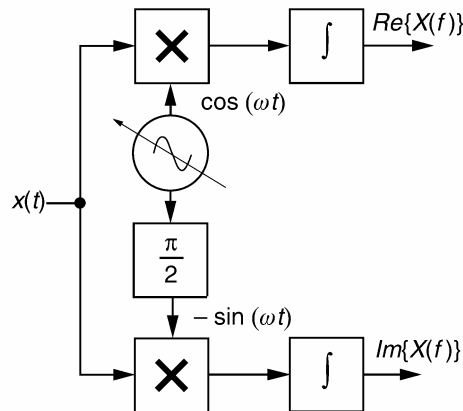 Re{X(f)}
∫
cos (ωt)
x(t)
π
2
– sin (ωt)
Im{X(f)}
∫